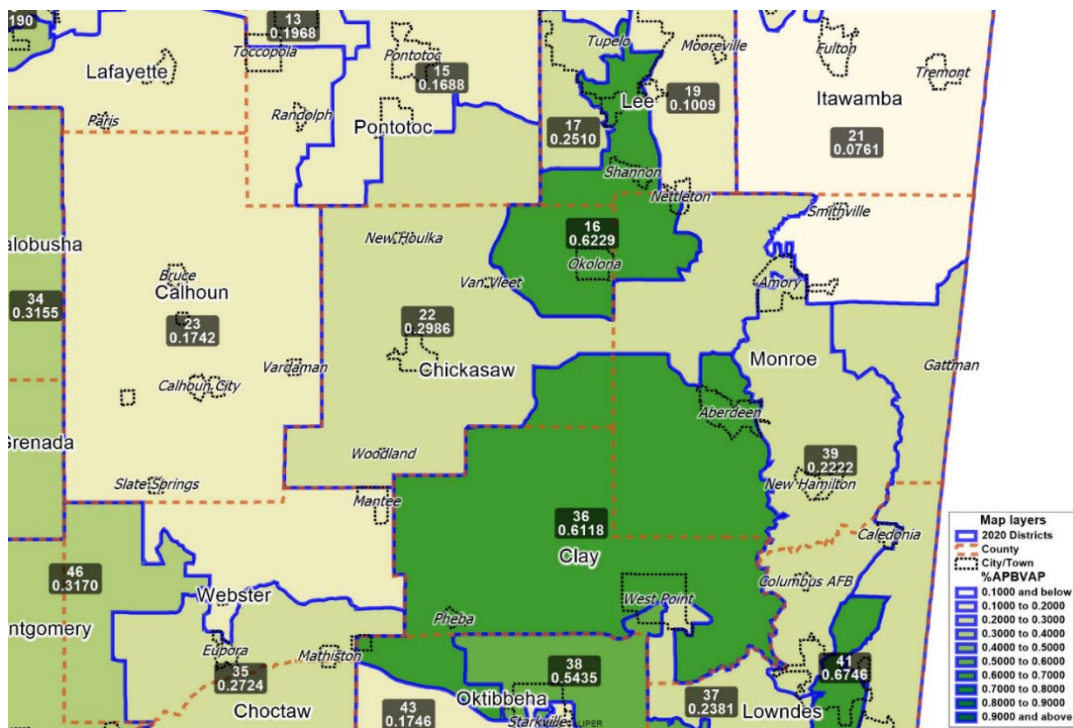 190
13
0.1968
Toccopola
Pontotoc
Tupelo
Mooreville
Fulton
Tremont
Lafayette
15
0.1688
19
0.1009
Lee
Itawamba
Paris
Randolph
Pontotoc
17
0.2510
21
0.0761
Shannon
Nettleton
Smithville
16
0.6229
New Houlka
Okolona
alobusha
Bruce
Van Vleet
Amory
Calhoun
34
0.3155
23
0.1742
22
0.2986
Vardaman
Chickasaw
Monroe
Gattman
Calhoun City
Aberdeen
Grenada
Woodland
39
0.2222
New Hamilton
Slate Springs
Mantee
36
0.6118
Clay
Caledonia
46
0.3170
Webster
Columbus AFB
West Point
Pheba
ntgomery
Eupora
Mathiston
35
0.2724
38
0.5435
41
0.6746
Oktibbeha
37
0.2381
Choctaw
43
0.1746
Starkville
Lowndes
Map layers
2020 Districts
County
City/Town
%APBVAP
0.1000 and below
0.1000 to 0.2000
0.2000 to 0.3000
0.3000 to 0.4000
0.4000 to 0.5000
0.5000 to 0.6000
0.6000 to 0.7000
0.7000 to 0.8000
0.8000 to 0.9000
0.9000 and above